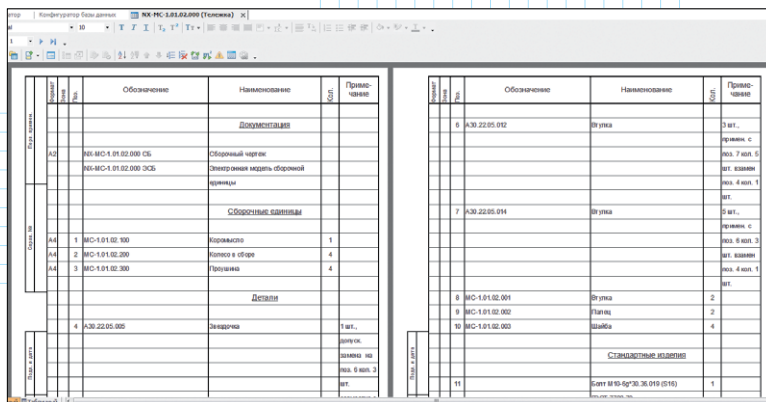 Конфигуратор базы данных
NX-МС-1.01.02.000 (Тележка)
10
1
Формат Зона Поз. Обозначение Наименование Кол. Приме-
чание
Перв. примен.
Документация
А2 NX-МС-1.01.02.000 СБ Сборочный чертеж
NX-МС-1.01.02.000 ЭСБ Электронная модель сборочной
единицы
Сборочные единицы
Справ. №
А4 1 МС-1.01.02.100 Коромысло 1
А4 2 МС-1.01.02.200 Колесо в сборе 4
А4 3 МС-1.01.02.300 Проушина 4
Детали
4 А30.22.05.005 Звездочка 1 шт.,
допуск.
замена на
поз. 6 кол. 3
шт.
Подп. и дата
Формат Зона Поз. Обозначение Наименование Кол. Приме-
чание
6 А30.22.05.012 Втулка 3 шт.,
примен. с
поз. 7 кол. 5
шт. взамен
поз. 4 кол. 1
шт.
7 А30.22.05.014 Втулка 5 шт.,
примен. с
поз. 6 кол. 3
шт. взамен
поз. 4 кол. 1
шт.
8 МС-1.01.02.001 Втулка 2
9 МС-1.01.02.002 Палец 2
10 МС-1.01.02.003 Шайба 4
Стандартные изделия
11 Болт М10-6g*30.36.019 (S16) 1
Подп. и дата